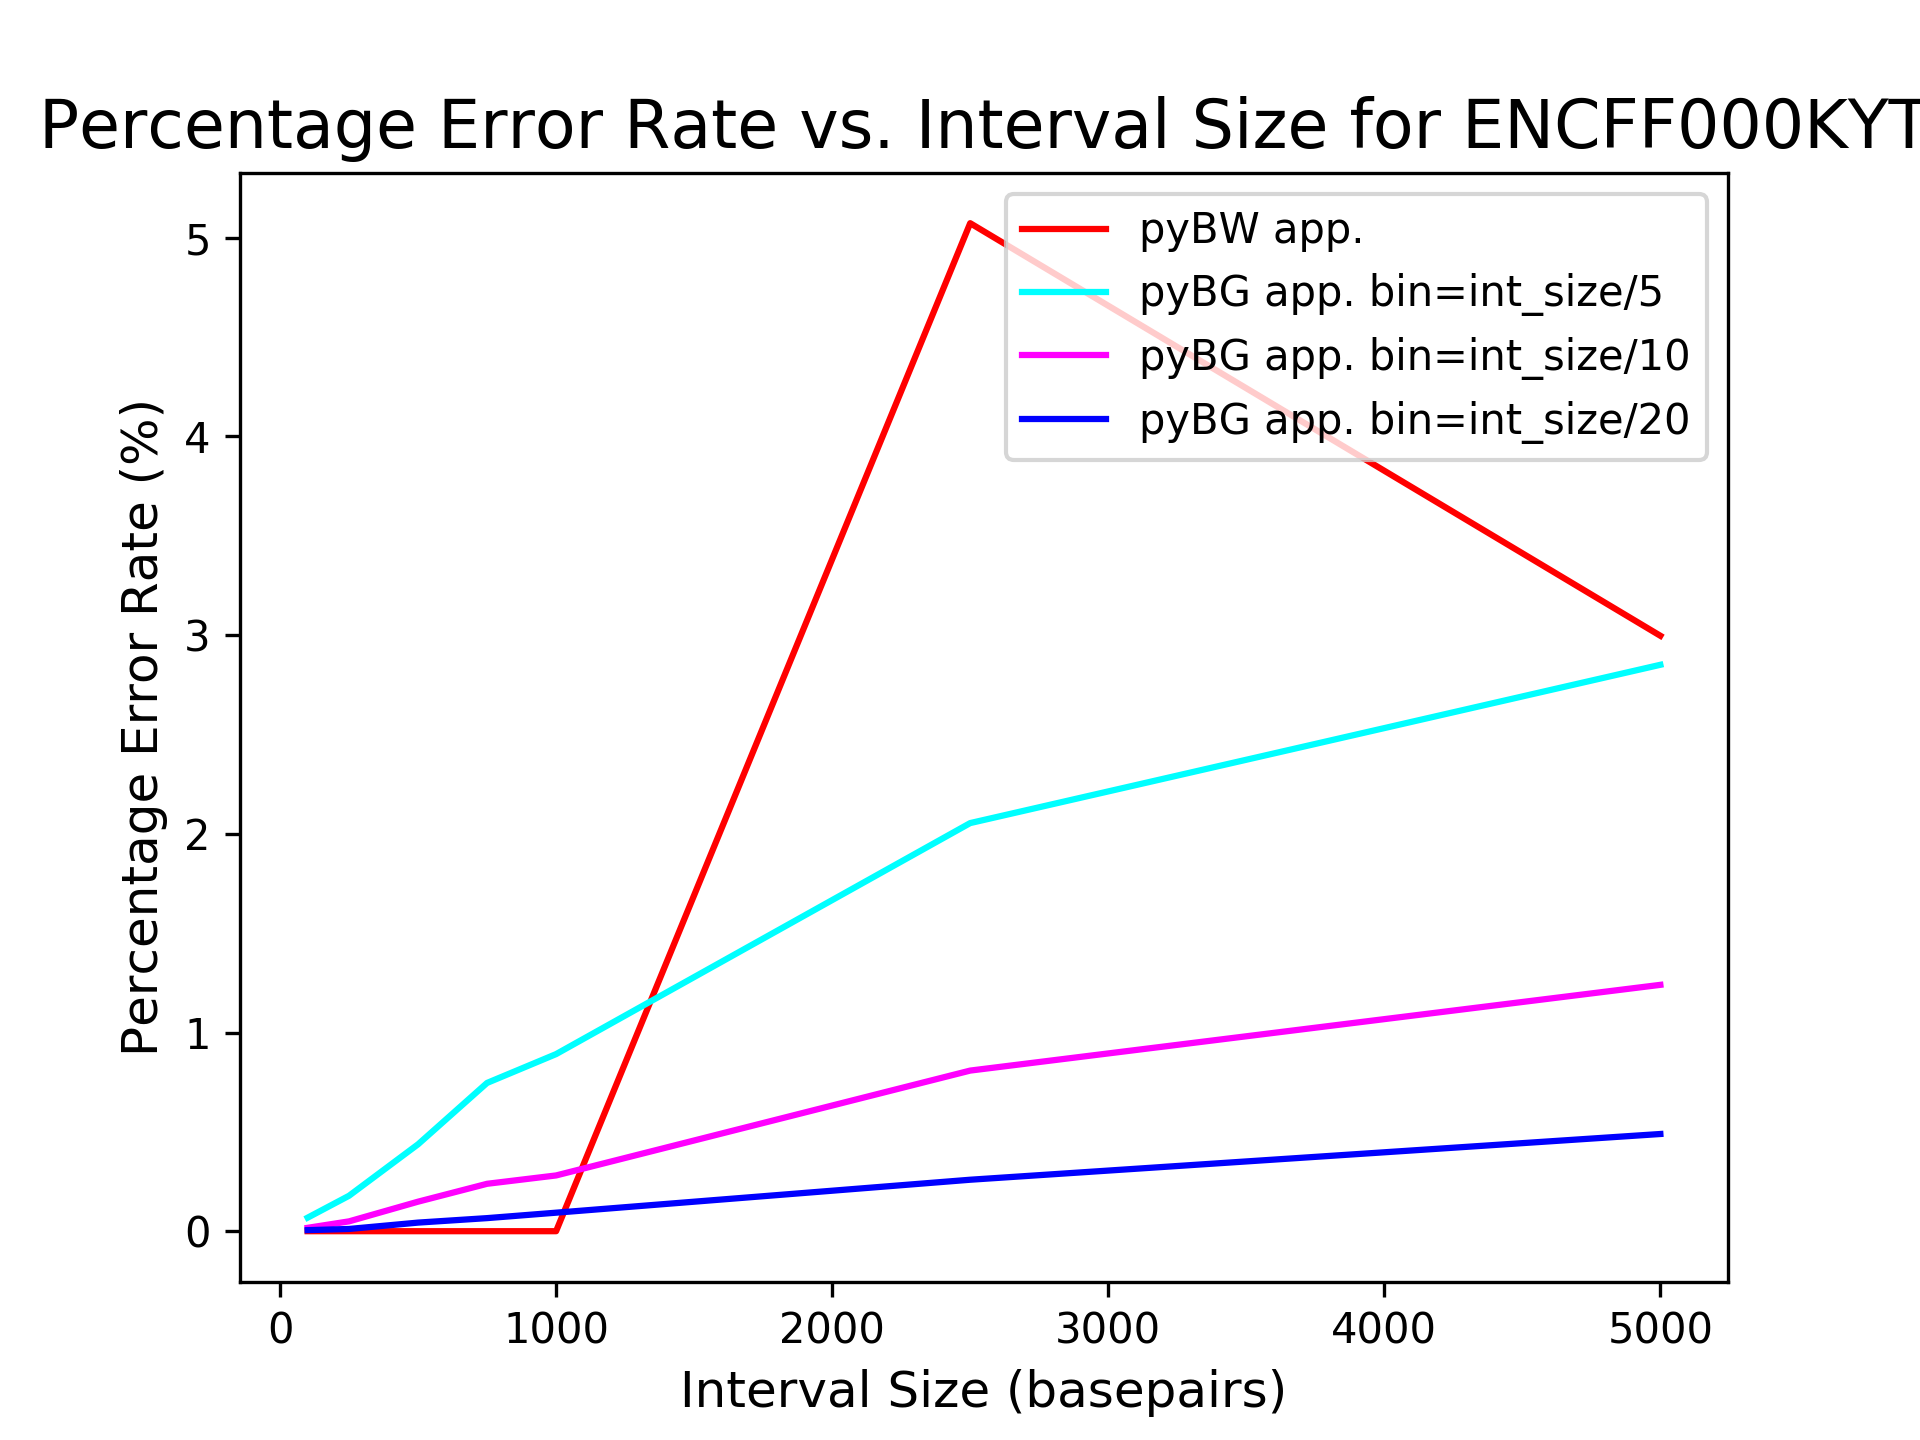 Percentage Error Rate vs. Interval Size for ENCFF000KYT
pyBW app.
pyBG app. bin=int_size/5
pyBG app. bin=int_size/10
pyBG app. bin=int_size/20
Percentage Error Rate (%)
5
4
3
2
1
0
0 1000 2000 3000 4000 5000
Interval Size (basepairs)